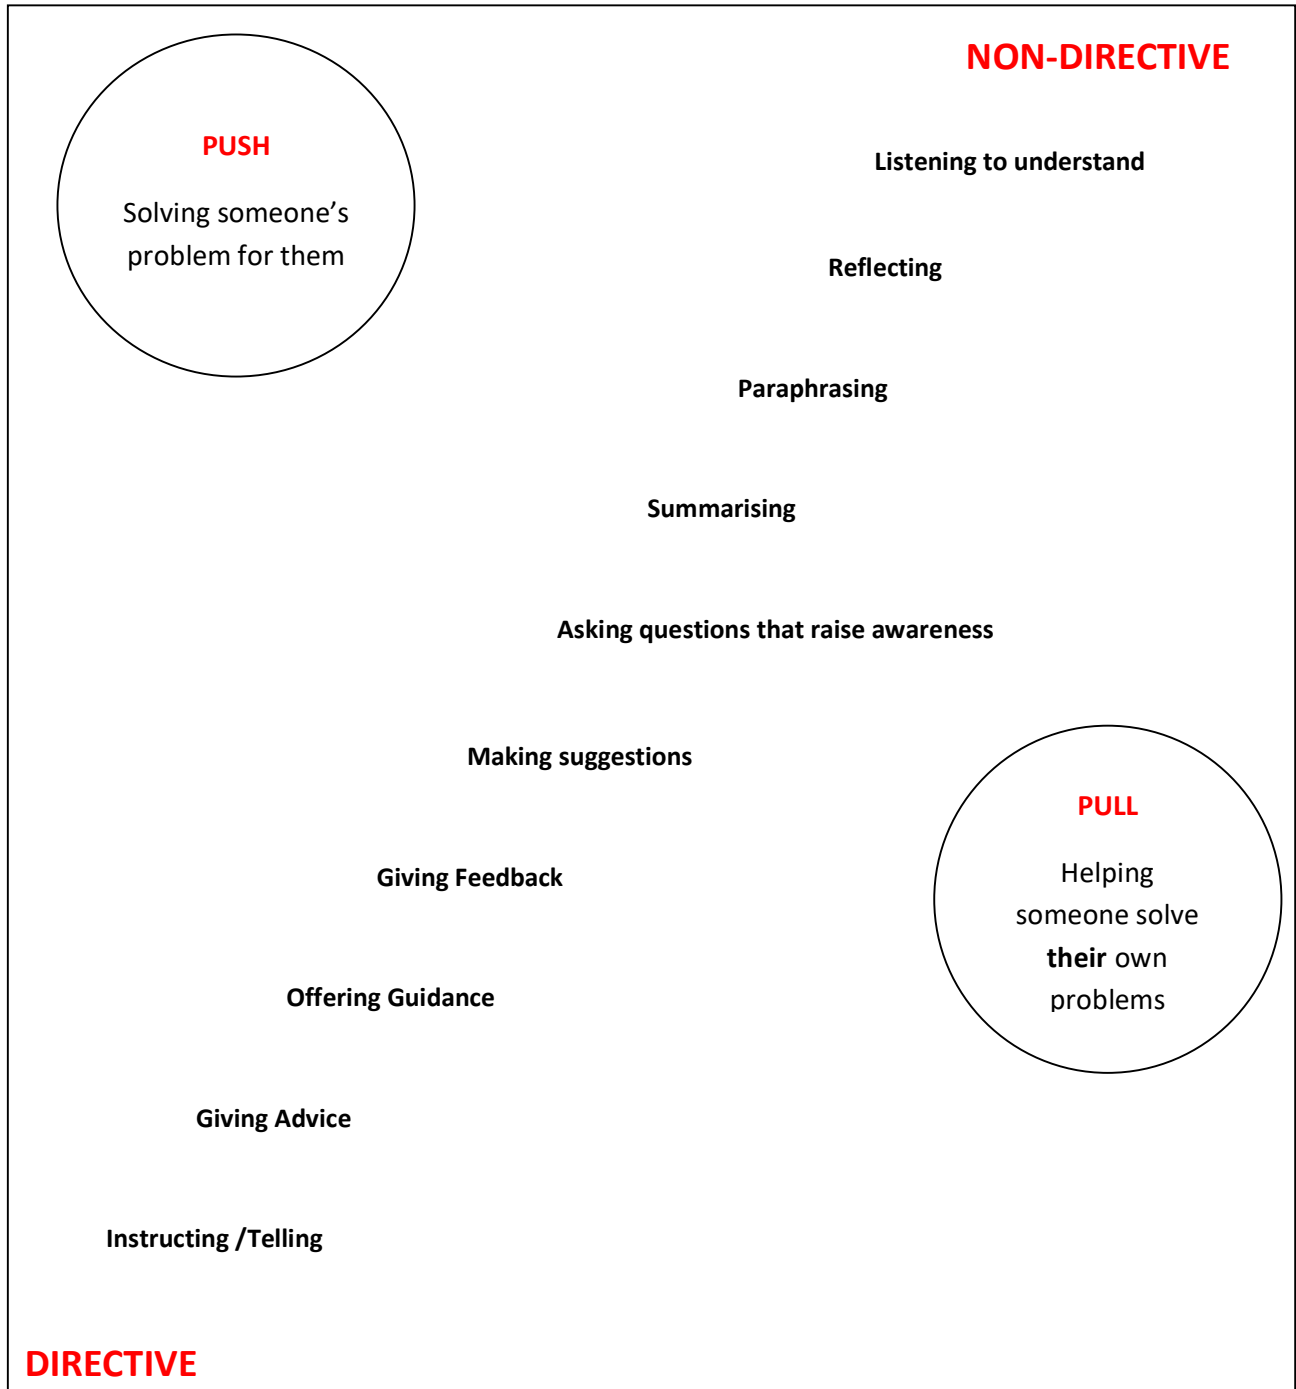 NON-DIRECTIVE
PUSH
Solving someone’s
problem for them
Listening to understand
Reflecting
Paraphrasing
Summarising
Asking questions that raise awareness
Making suggestions
PULL
Helping
someone solve
their own
problems
Giving Feedback
Offering Guidance
Giving Advice
Instructing /Telling
DIRECTIVE